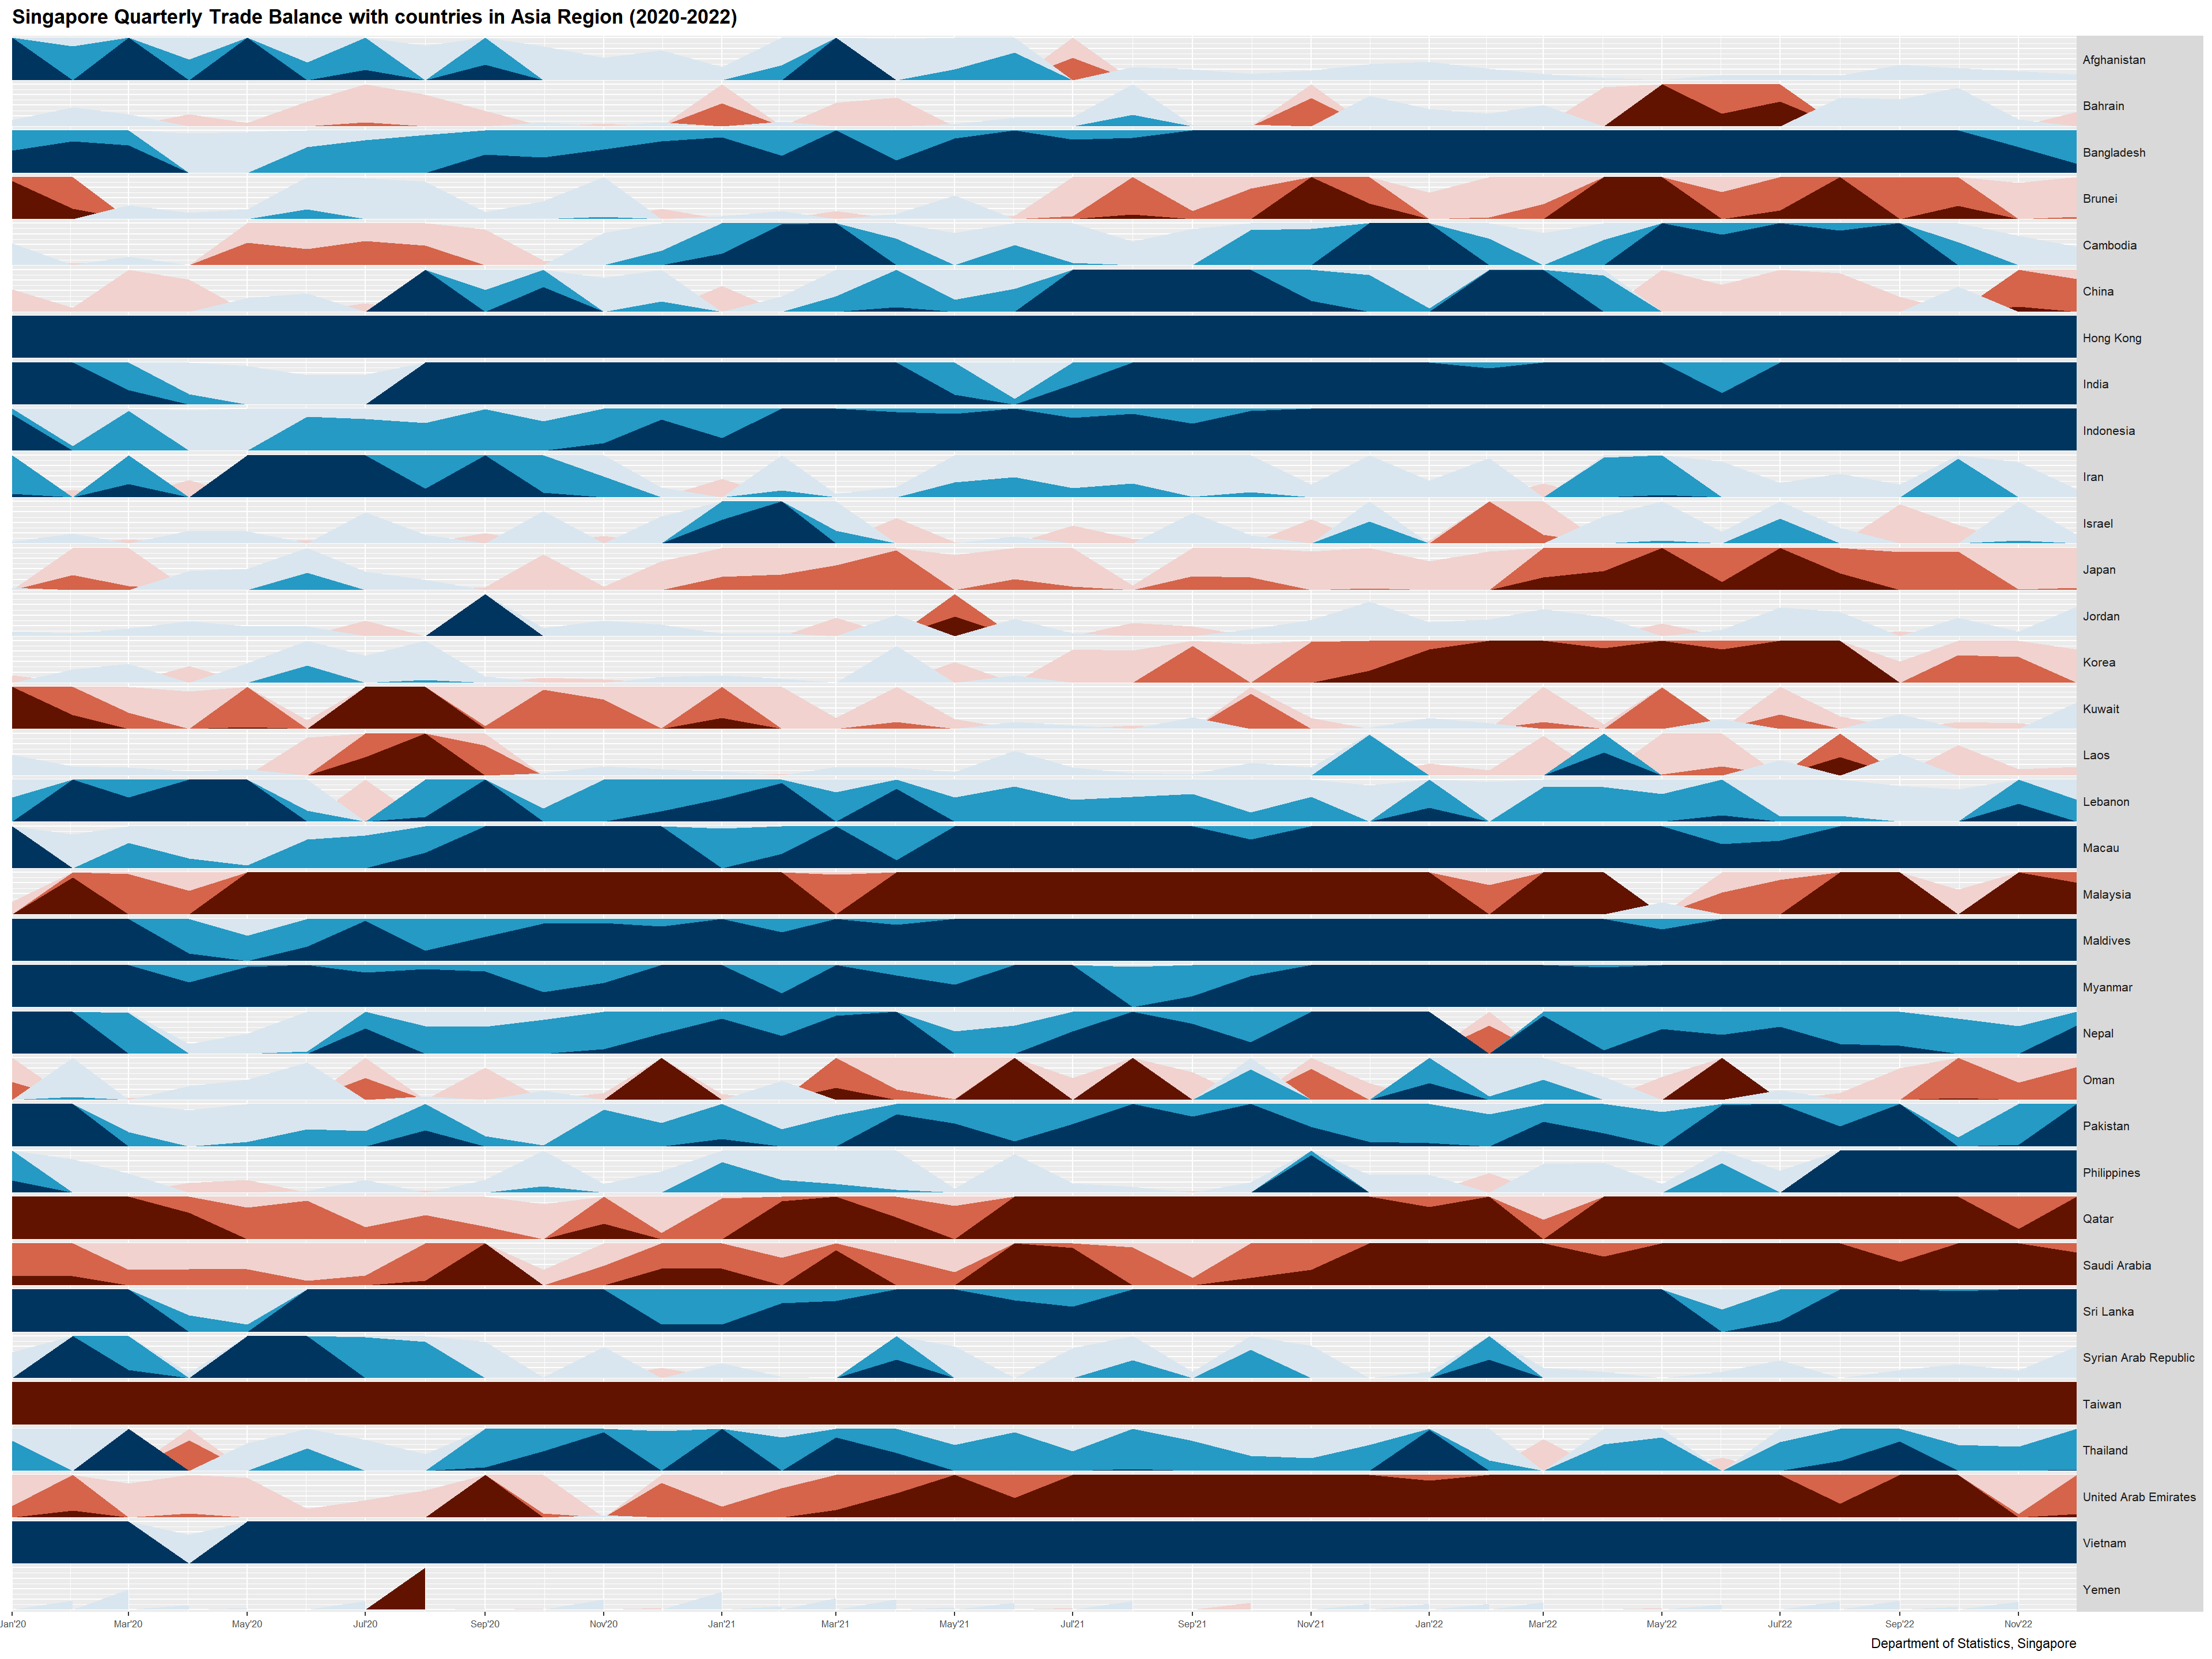 Singapore Quarterly Trade Balance with countries in Asia Region (2020-2022)
Afghanistan
Bahrain
Bangladesh
Brunei
Cambodia
China
Hong Kong
India
Indonesia
Iran
Israel
Japan
Jordan
Korea
Kuwait
Laos
Lebanon
Macau
Malaysia
Maldives
Myanmar
Nepal
Oman
Pakistan
Philippines
Qatar
Saudi Arabia
Sri Lanka
Syrian Arab Republic
Taiwan
Thailand
United Arab Emirates
Vietnam
Yemen
Jan'20 Mar'20 May'20 Jul'20 Sep'20 Nov'20 Jan'21 Mar'21 May'21 Jul'21 Sep'21 Nov'21 Jan'22 Mar'22 May'22 Jul'22 Sep'22 Nov'22
Department of Statistics, Singapore